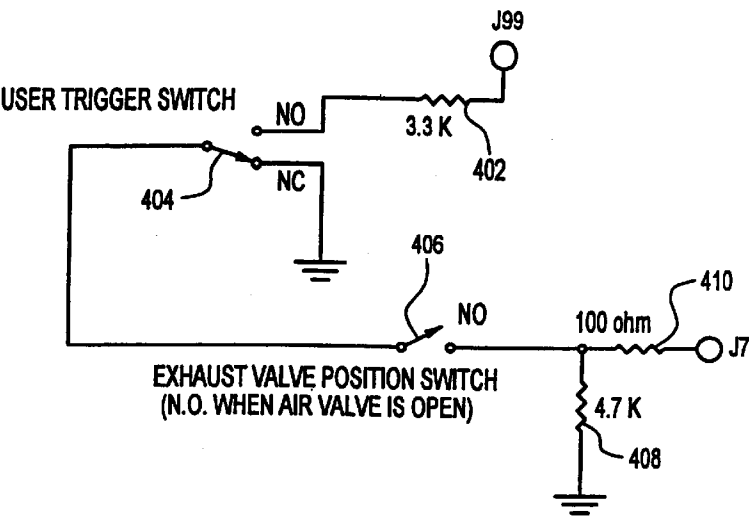 J99
USER TRIGGER SWITCH
NO
3.3 K
402
NC
404
406
410
NO
100 ohm
J7
EXHAUST VALVE POSITION SWITCH
(N.O. WHEN AIR VALVE IS OPEN)
4.7 K
408